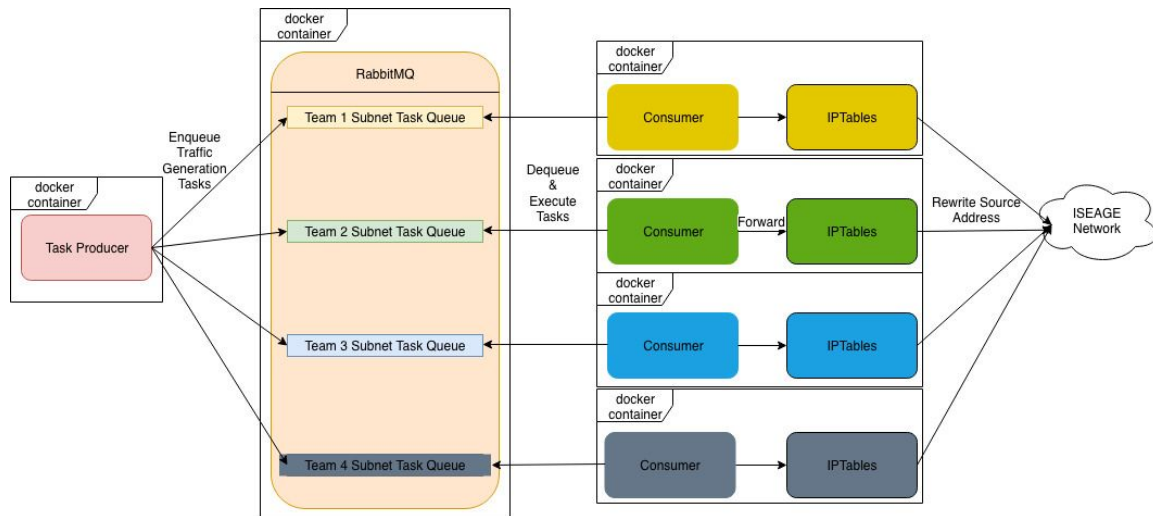 docker
container
RabbitMQ
Team 1 Subnet Task Queue
Team 2 Subnet Task Queue
Team 3 Subnet Task Queue
Team 4 Subnet Task Queue
Enqueue
Traffic
Generation
Tasks
docker
container
Task Producer
Dequeue
&
Execute
Tasks
docker
container
Consumer
IPTables
docker
container
Consumer
Forward
IPTables
docker
container
Consumer
IPTables
docker
container
Consumer
IPTables
Rewrite Source
Address
ISEAGE
Network